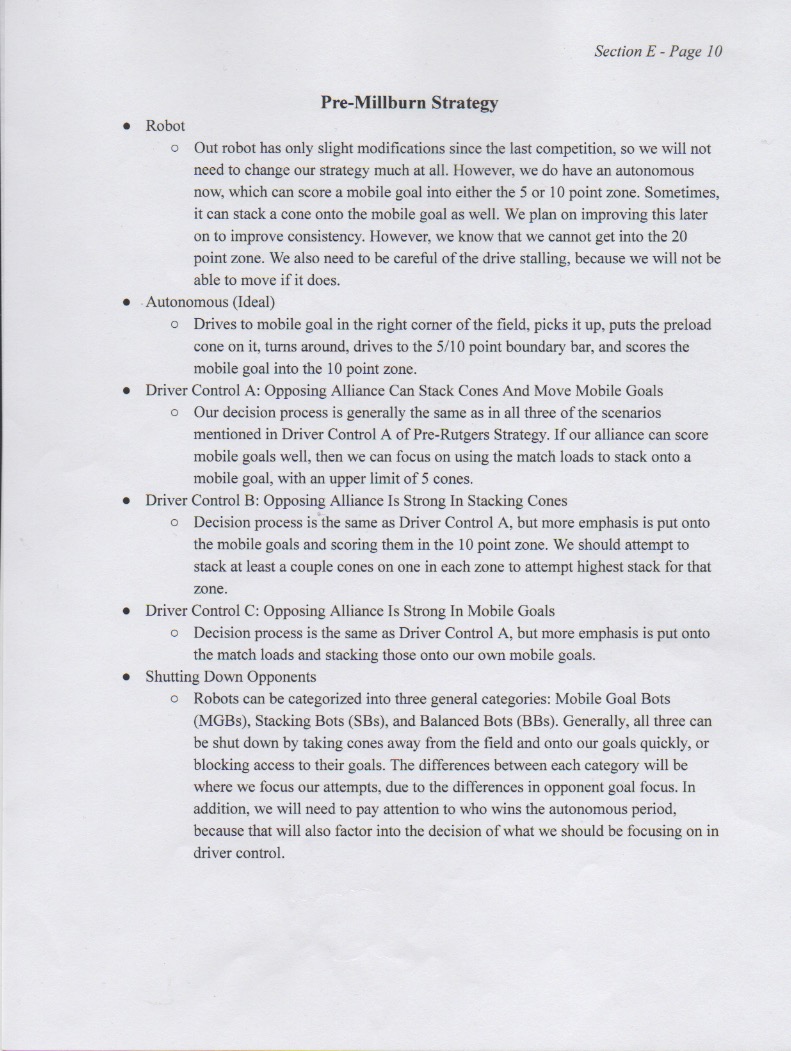 Section E - Page 10
Pre-Millburn Strategy
● Robot
○ Out robot has only slight modifications since the last competition, so we will not
need to change our strategy much at all. However, we do have an autonomous
now, which can score a mobile goal into either the 5 or 10 point zone. Sometimes,
it can stack a cone onto the mobile goal as well. We plan on improving this later
on to improve consistency. However, we know that we cannot get into the 20
point zone. We also need to be careful of the drive stalling, because we will not be
able to move if it does.
● Autonomous (Ideal)
○ Drives to mobile goal in the right corner of the field, picks it up, puts the preload
cone on it, turns around, drives to the 5/10 point boundary bar, and scores the
mobile goal into the 10 point zone.
● Driver Control A: Opposing Alliance Can Stack Cones And Move Mobile Goals
○ Our decision process is generally the same as in all three of the scenarios
mentioned in Driver Control A of Pre-Rutgers Strategy. If our alliance can score
mobile goals well, then we can focus on using the match loads to stack onto a
mobile goal, with an upper limit of 5 cones.
● Driver Control B: Opposing Alliance Is Strong In Stacking Cones
○ Decision process is the same as Driver Control A, but more emphasis is put onto
the mobile goals and scoring them in the 10 point zone. We should attempt to
stack at least a couple cones on one in each zone to attempt highest stack for that
zone.
● Driver Control C: Opposing Alliance Is Strong In Mobile Goals
○ Decision process is the same as Driver Control A, but more emphasis is put onto
the match loads and stacking those onto our own mobile goals.
● Shutting Down Opponents
○ Robots can be categorized into three general categories: Mobile Goal Bots
(MGBs), Stacking Bots (SBs), and Balanced Bots (BBs). Generally, all three can
be shut down by taking cones away from the field and onto our goals quickly, or
blocking access to their goals. The differences between each category will be
where we focus our attempts, due to the differences in opponent goal focus. In
addition, we will need to pay attention to who wins the autonomous period,
because that will also factor into the decision of what we should be focusing on in
driver control.